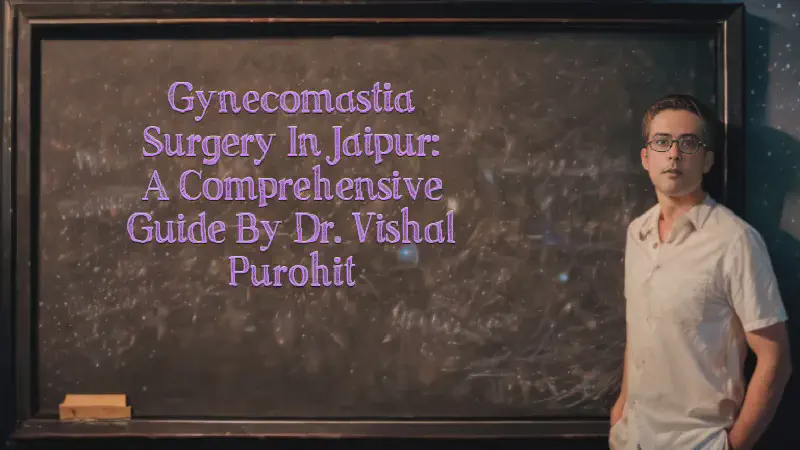 Gynecomastia
Surgery In Jaipur:
A Comprehensive
Guide By Dr. Vishal
Purohit